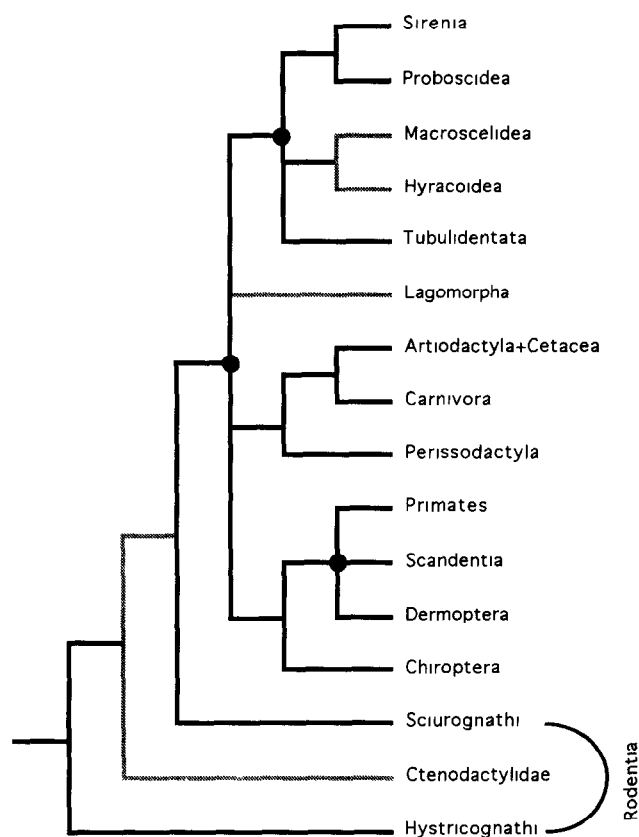 Sirenia
Proboscidea
Macroscelidea
Hyracoidea
Tubulidentata
Lagomorpha
Artiodactyla+Cetacea
Carnivora
Perissodactyla
Primates
Scandentia
Dermoptera
Chiroptera
Sciurognathi
Ctenodactylidae
Hystricognathi
Rodentia